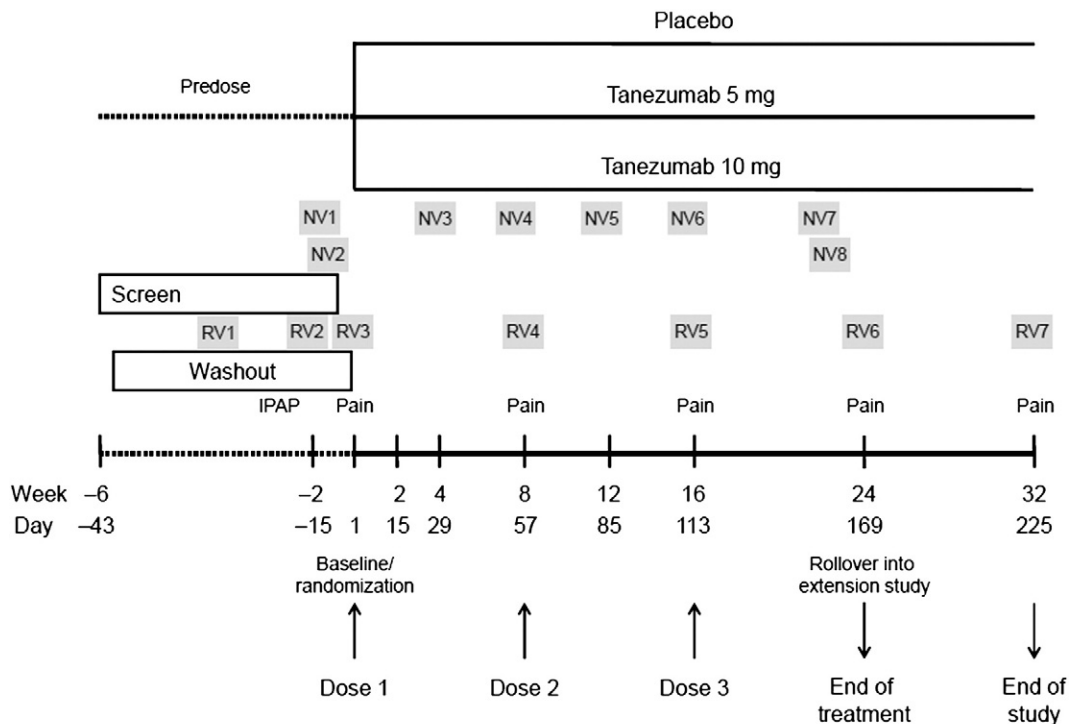 Placebo
Predose
Tanezumab 5 mg
Tanezumab 10 mg
NV1 NV3 NV4 NV5 NV6 NV7
NV2 NV8
Screen
RV1 RV2 RV3 RV4 RV5 RV6 RV7
Washout
IPAP Pain Pain Pain Pain Pain
Week –6 –2 2 4 8 12 16 24 32
Day –43 –15 1 15 29 57 85 113 169 225
Baseline/ Rollover into
randomization extension study
Dose 1 Dose 2 Dose 3 End of End of
treatment study